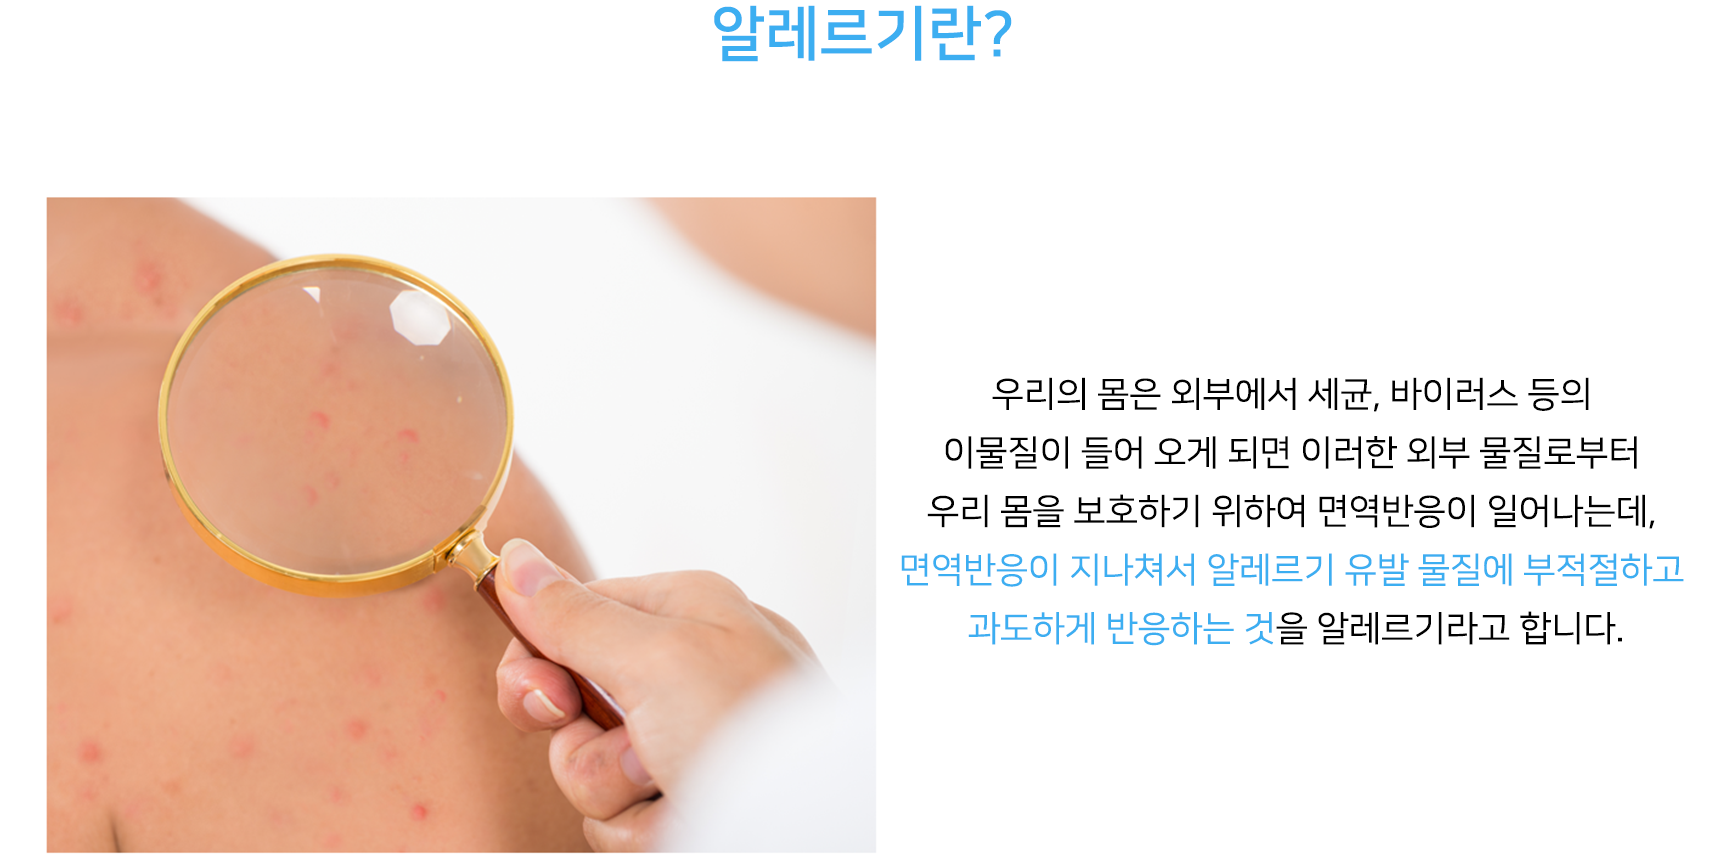 알레르기란?
우리의 몸은 외부에서 세균, 바이러스 등의
이물질이 들어 오게 되면 이러한 외부 물질로부터
우리 몸을 보호하기 위하여 면역반응이 일어나는데,
면역반응이 지나쳐서 알레르기 유발 물질에 부적절하고
과도하게 반응하는 것을 알레르기라고 합니다.